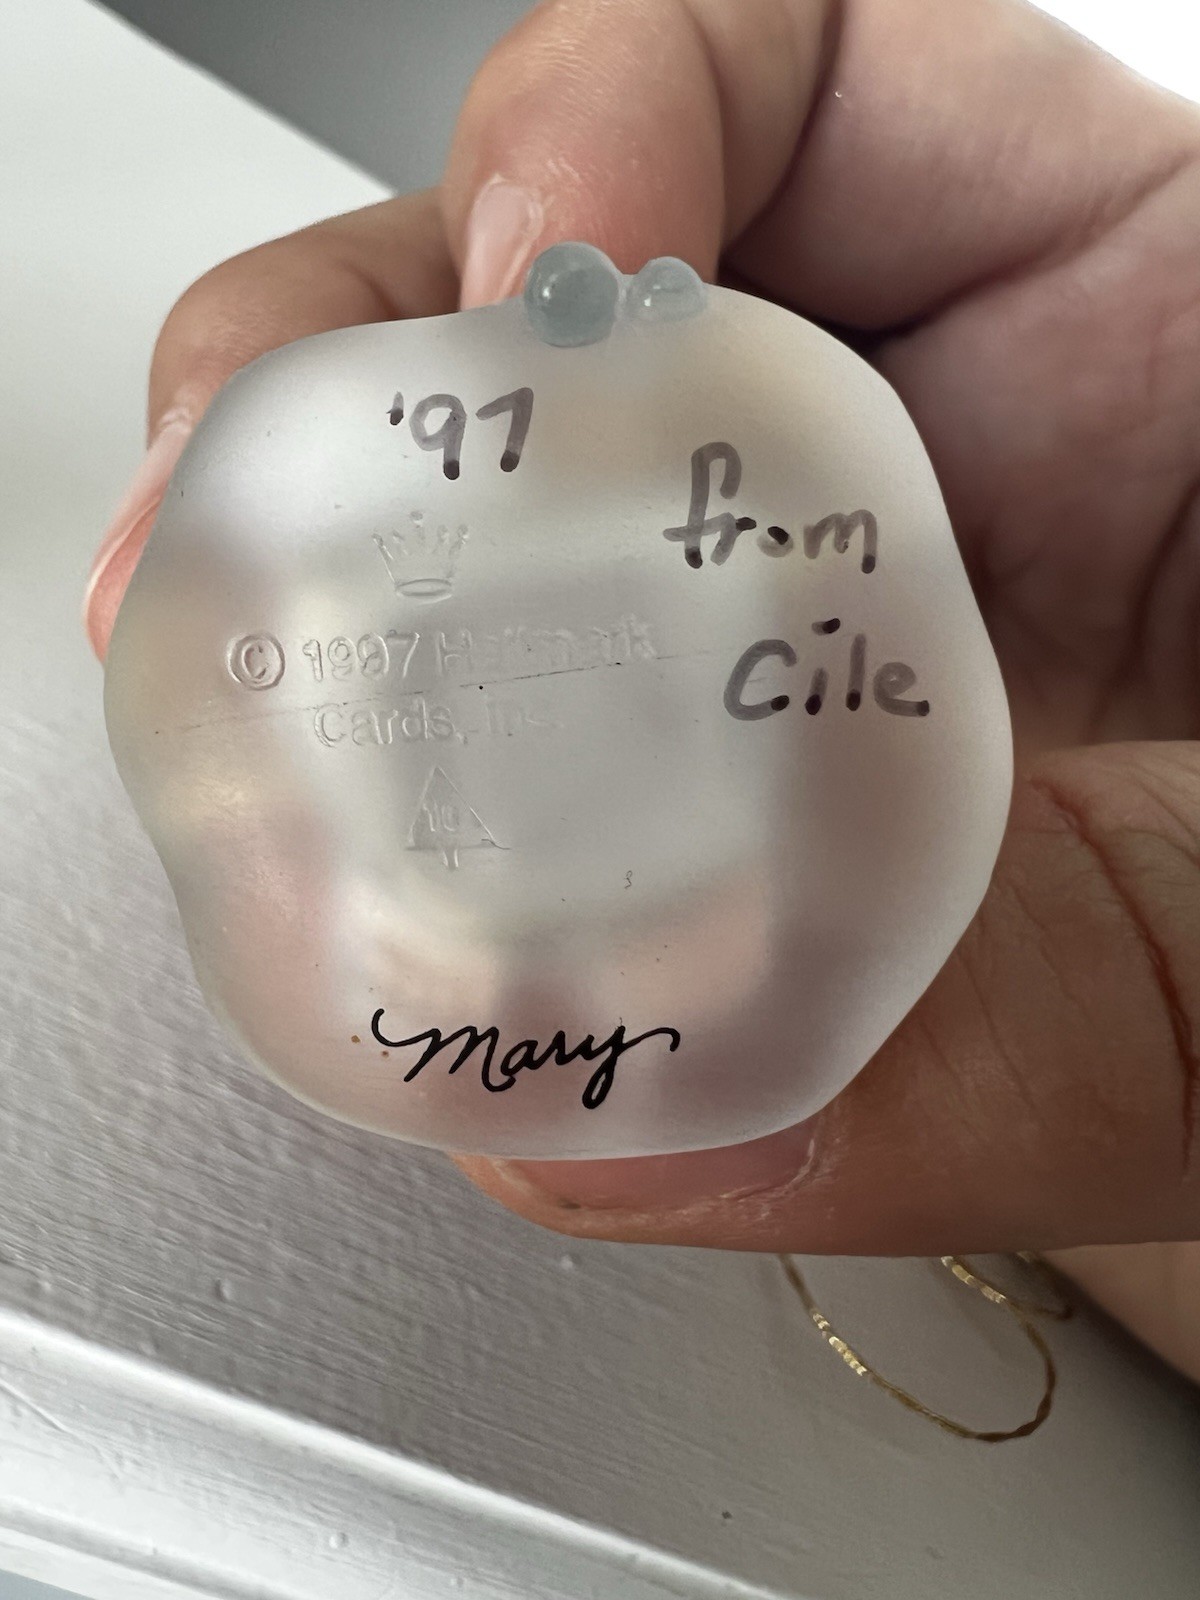 '97
from
Cile
© 1997 Hallmark
Cards, Inc.
10
Mary